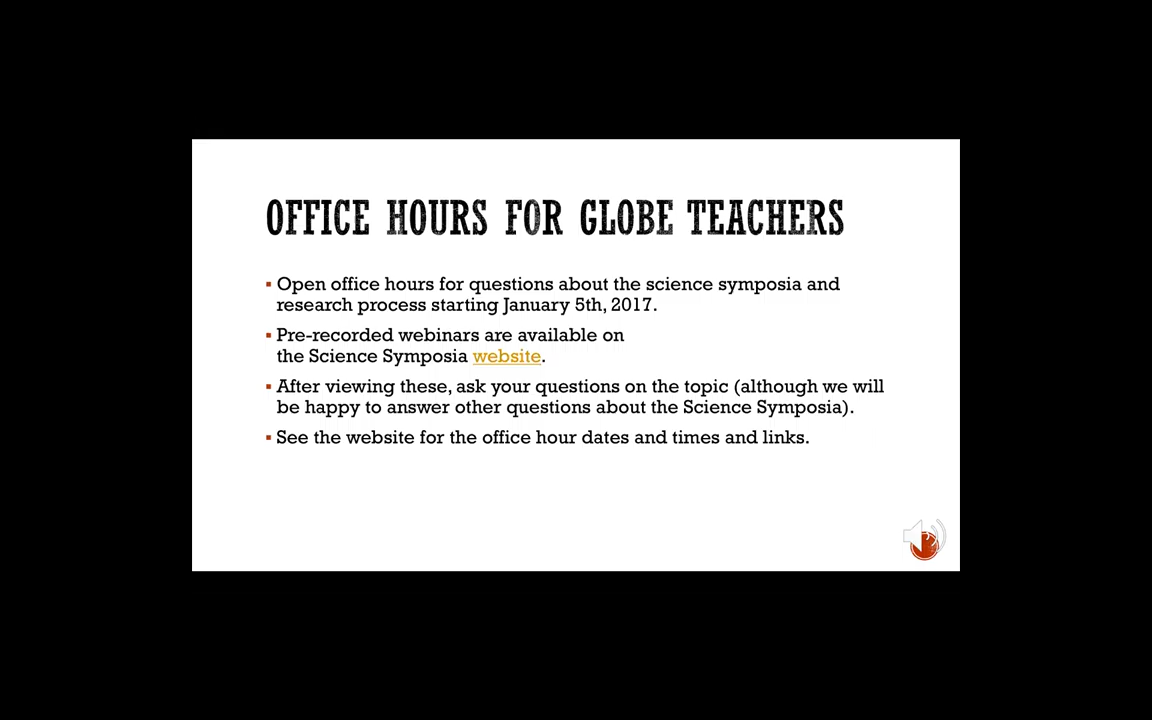 OFFICE HOURS FOR GLOBE TEACHERS
▪ Open office hours for questions about the science symposia and
research process starting January 5th, 2017.
▪ Pre-recorded webinars are available on
the Science Symposia website.
▪ After viewing these, ask your questions on the topic (although we will
be happy to answer other questions about the Science Symposia).
▪ See the website for the office hour dates and times and links.